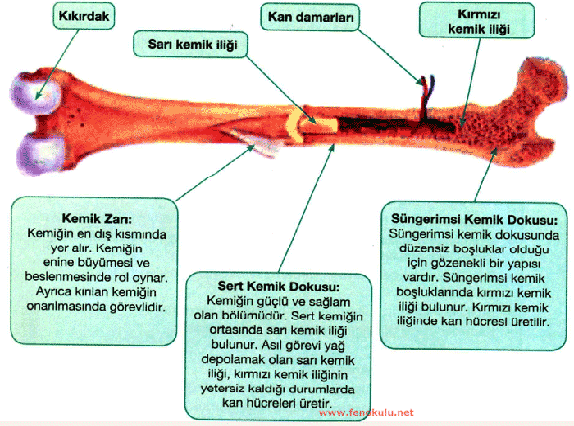 Kıkırdak
Sarı kemik iliği
Kan damarları
Kırmızı
kemik iliği
Kemik Zarı:
Kemiğin en dış kısmında
yer alır. Kemiğin
enine büyümesi ve
beslenmesinde rol oynar.
Ayrıca kırılan kemiğin
onarılmasında görevlidir.
Sert Kemik Dokusu:
Kemiğin güçlü ve sağlam
olan bölümüdür. Sert kemiğin
ortasında sarı kemik iliği
bulunur. Asıl görevi yağ
depolamak olan sarı kemik
iliği, kırmızı kemik iliğinin
yetersiz kaldığı durumlarda
kan hücreleri üretir.
Süngerimsi Kemik Dokusu:
Süngerimsi kemik dokusunda
düzensiz boşluklar olduğu
için gözenekli bir yapısı
vardır. Süngerimsi kemik
boşluklarında kırmızı kemik
iliği bulunur. Kırmızı kemik
iliğinde kan hücresi üretilir.
www.fenokulu.net